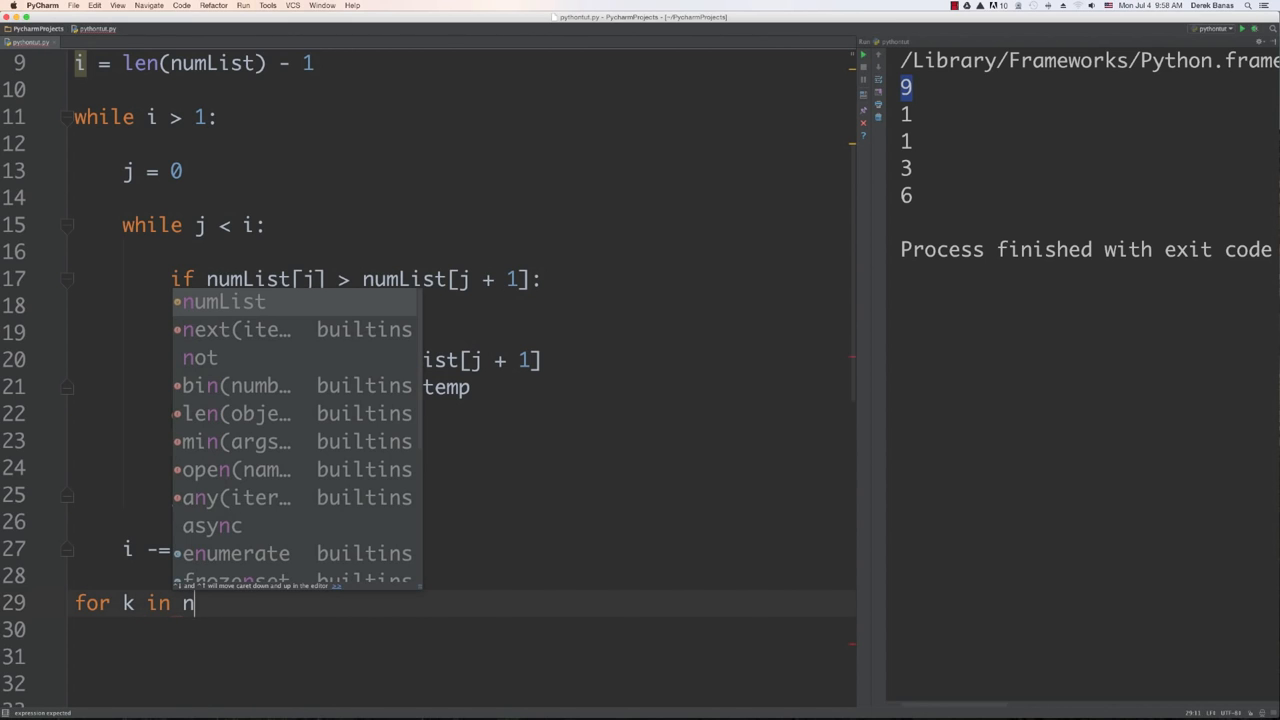 PyCharm File Edit View Navigate Code Refactor Run Tools VCS Window Help
10 Mon Jul 4 9:58 AM Derek Banas
pythontut.py - PycharmProjects - [~/PycharmProjects]
PycharmProjects pythontut.py
pythontut
pythontut.py
Run: pythontut
9 i = len(numList) - 1
10
11 while i > 1:
12
13 j = 0
14
15 while j < i:
16
17 if numList[j] > numList[j + 1]:
18 numList
19 next(ite… builtins
not
20 ist[j + 1]
21 bin(numb… builtins temp
22 len(obje… builtins
23 min(args… builtins
24 open(nam… builtins
25 any(iter… builtins
26 async
27 i -= enumerate builtins
frozenset builtins
28 and ^↑ will move caret down and up in the editor >>
29 for k in n
30
31
32
/Library/Frameworks/Python.frame
9
1
1
3
6
Process finished with exit code
expression expected
29:11 LF÷ UTF-8÷